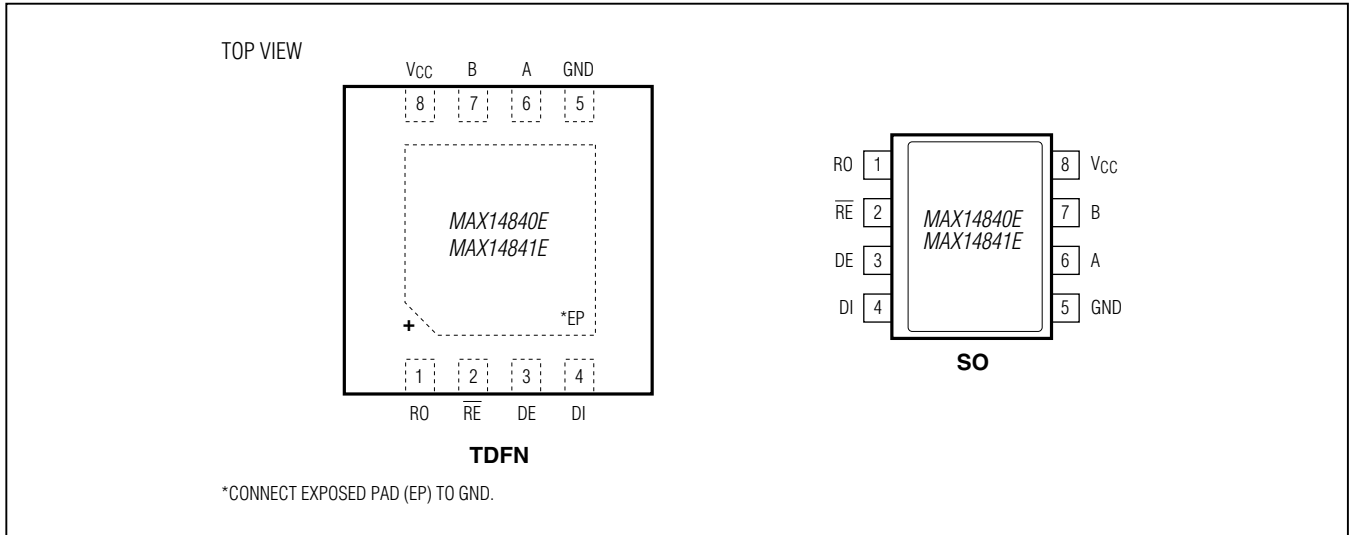 TOP VIEW
VCC B A GND
8 7 6 5
MAX14840E
MAX14841E
*EP
+
1 2 3 4
RO RE DE DI
TDFN
*CONNECT EXPOSED PAD (EP) TO GND.
RO 1 8 VCC
RE 2 7 B
DE 3 6 A
DI 4 5 GND
MAX14840E
MAX14841E
SO